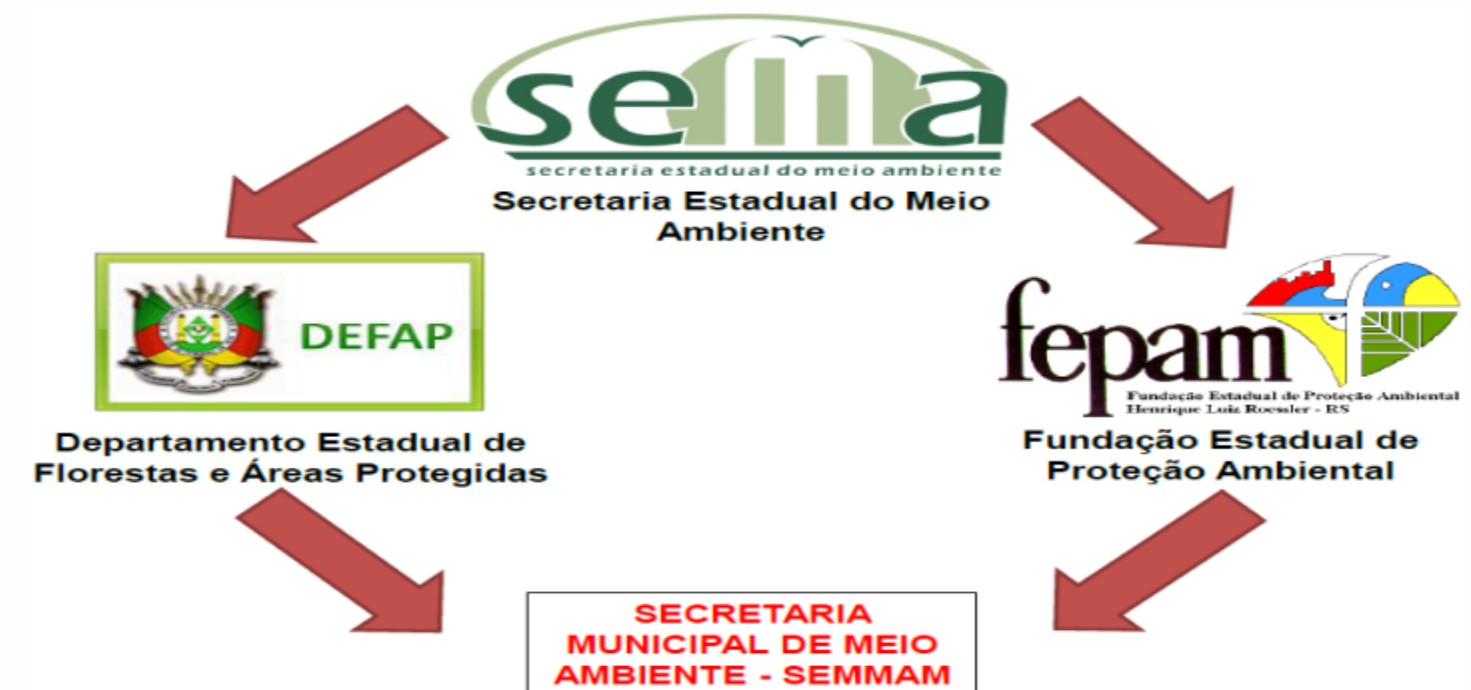 sema
secretaria estadual do meio ambiente
Secretaria Estadual do Meio
Ambiente
DEFAP
Departamento Estadual de
Florestas e Áreas Protegidas
fepam
Fundação Estadual de Proteção Ambiental
Henrique Luiz Roessler - RS
Fundação Estadual de
Proteção Ambiental
SECRETARIA
MUNICIPAL DE MEIO
AMBIENTE - SEMMAM